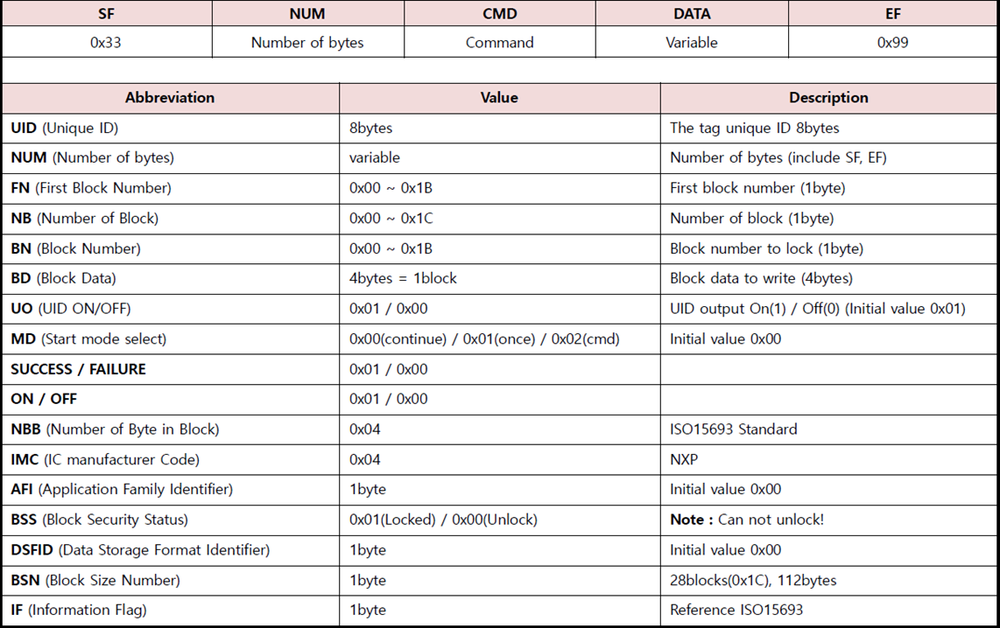 SF NUM CMD DATA EF
0x33 Number of bytes Command Variable 0x99
Abbreviation Value Description
UID (Unique ID) 8bytes The tag unique ID 8bytes
NUM (Number of bytes) variable Number of bytes (include SF, EF)
FN (First Block Number) 0x00 ~ 0x1B First block number (1byte)
NB (Number of Block) 0x00 ~ 0x1C Number of block (1byte)
BN (Block Number) 0x00 ~ 0x1B Block number to lock (1byte)
BD (Block Data) 4bytes = 1block Block data to write (4bytes)
UO (UID ON/OFF) 0x01 / 0x00 UID output On(1) / Off(0) (Initial value 0x01)
MD (Start mode select) 0x00(continue) / 0x01(once) / 0x02(cmd) Initial value 0x00
SUCCESS / FAILURE 0x01 / 0x00
ON / OFF 0x01 / 0x00
NBB (Number of Byte in Block) 0x04 ISO15693 Standard
IMC (IC manufacturer Code) 0x04 NXP
AFI (Application Family Identifier) 1byte Initial value 0x00
BSS (Block Security Status) 0x01(Locked) / 0x00(Unlock) Note : Can not unlock!
DSFID (Data Storage Format Identifier) 1byte Initial value 0x00
BSN (Block Size Number) 1byte 28blocks(0x1C), 112bytes
IF (Information Flag) 1byte Reference ISO15693